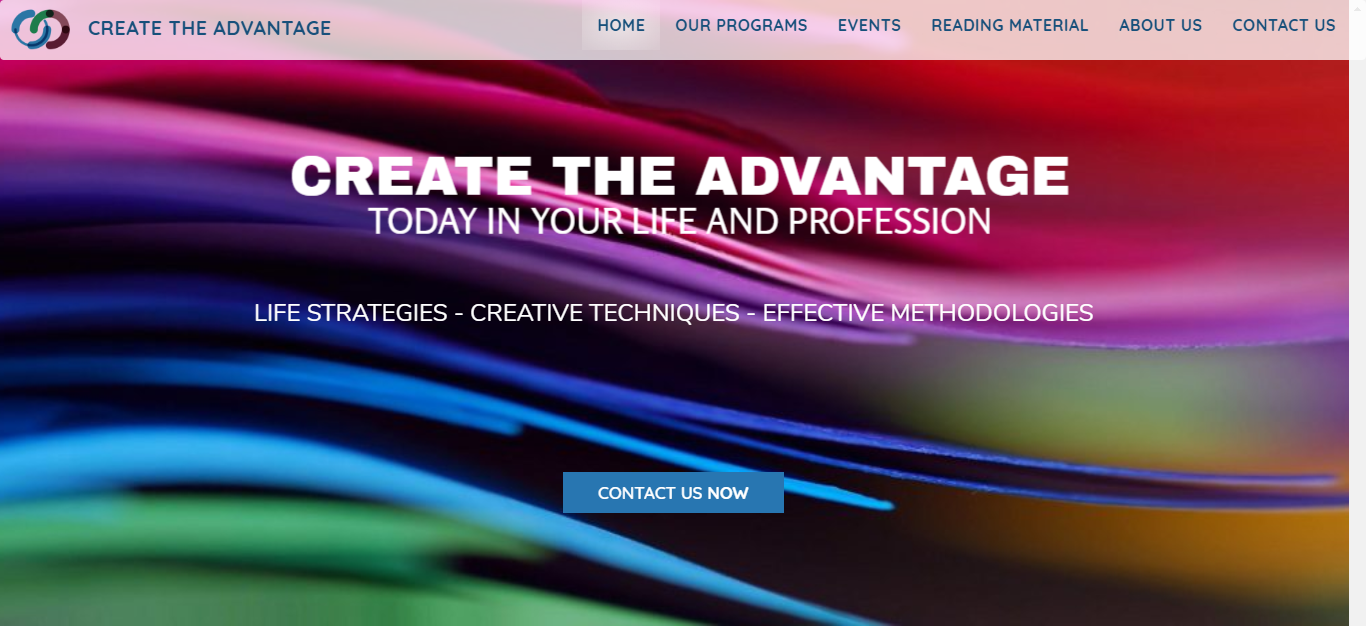 CREATE THE ADVANTAGE HOME OUR PROGRAMS EVENTS READING MATERIAL ABOUT US CONTACT US
CREATE THE ADVANTAGE
TODAY IN YOUR LIFE AND PROFESSION
LIFE STRATEGIES - CREATIVE TECHNIQUES - EFFECTIVE METHODOLOGIES
CONTACT US NOW